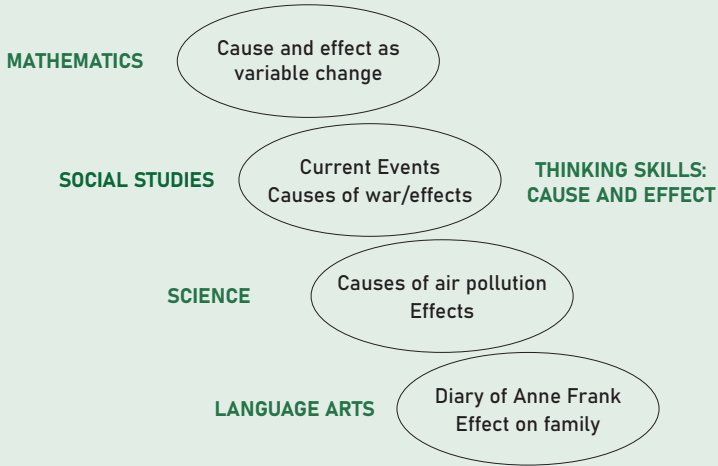 MATHEMATICS
Cause and effect as
variable change
SOCIAL STUDIES
Current Events
Causes of war/effects
THINKING SKILLS:
CAUSE AND EFFECT
SCIENCE
Causes of air pollution
Effects
LANGUAGE ARTS
Diary of Anne Frank
Effect on family